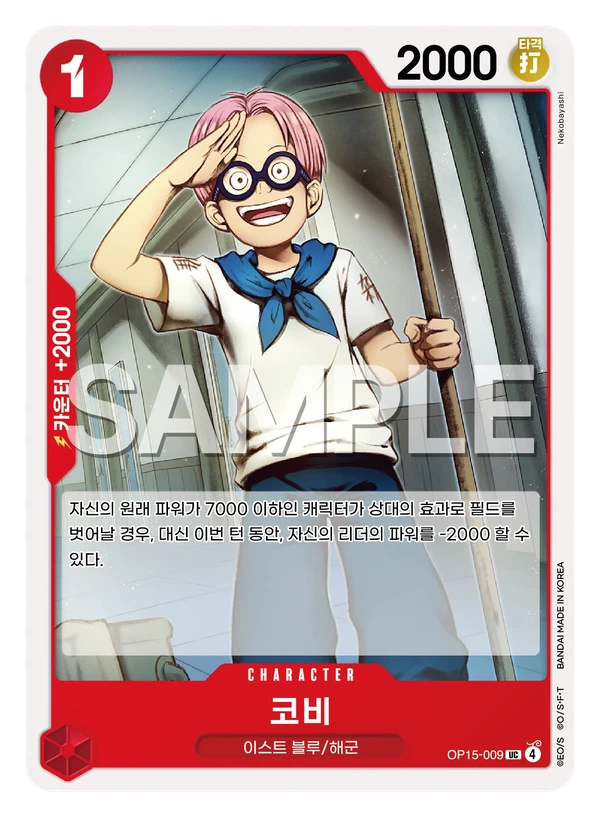 1
2000
타격
打
Nekobayashi
카운터 +2000
SAMPLE
자신의 원래 파워가 7000 이하인 캐릭터가 상대의 효과로 필드를
벗어날 경우, 대신 이번 턴 동안, 자신의 리더의 파워를 -2000 할 수
있다.
CHARACTER
코비
이스트 블루/해군
OP15-009 UC 4
©EO/S ©O/S·F·T BANDAI MADE IN KOREA